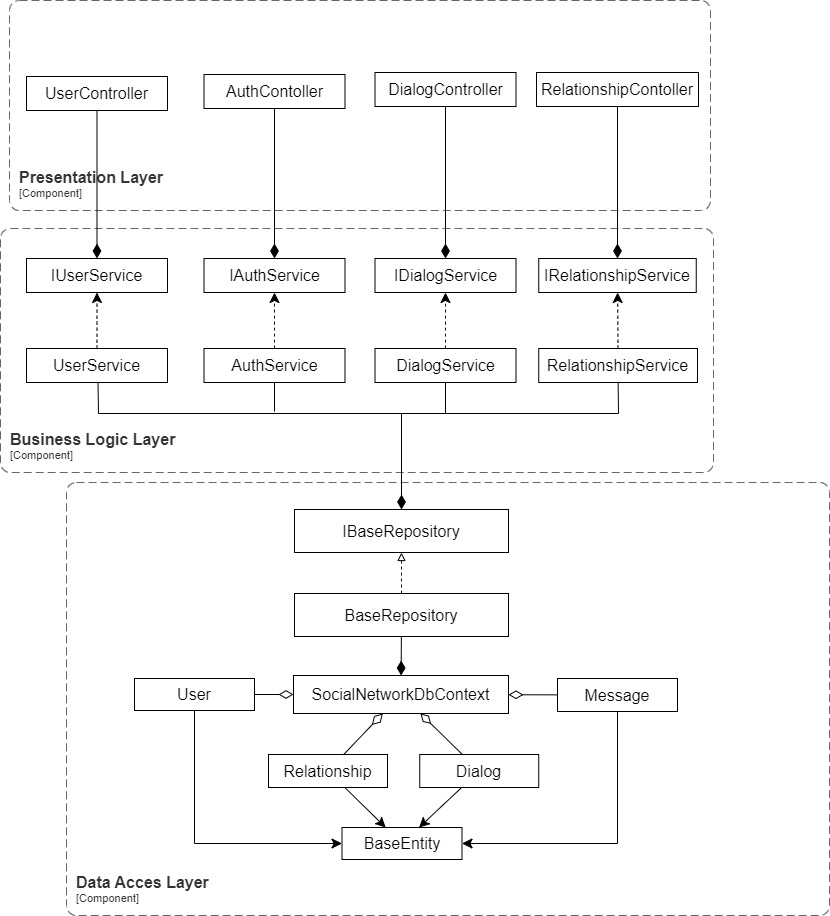 UserController
AuthContoller
DialogController
RelationshipContoller
Presentation Layer
[Component]
IUserService
IAuthService
IDialogService
IRelationshipService
UserService
AuthService
DialogService
RelationshipService
Business Logic Layer
[Component]
IBaseRepository
BaseRepository
User
SocialNetworkDbContext
Message
Relationship
Dialog
BaseEntity
Data Acces Layer
[Component]